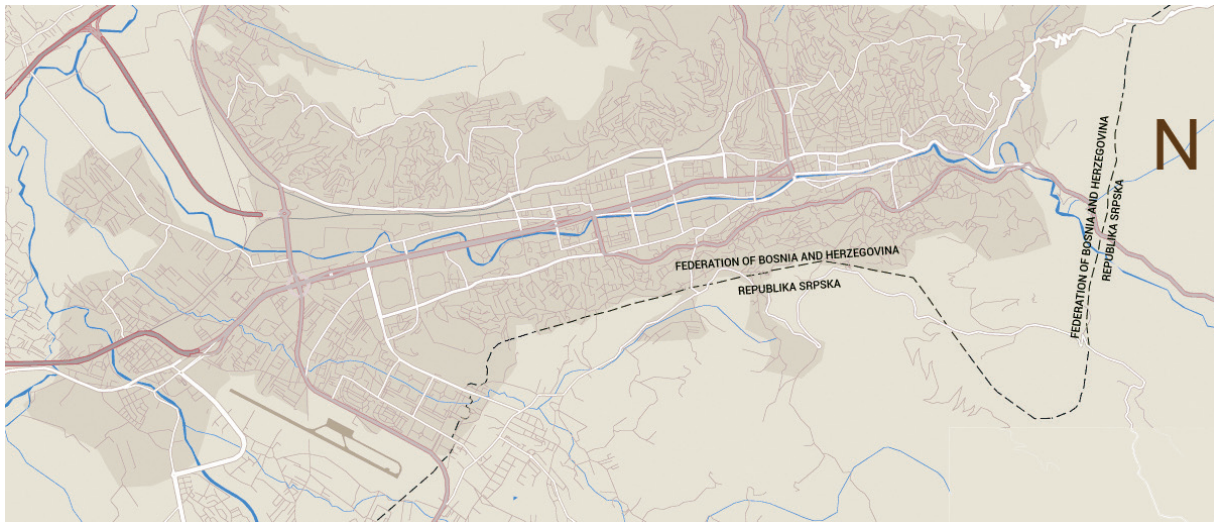 N
FEDERATION OF BOSNIA AND HERZEGOVINA
REPUBLIKA SRPSKA
FEDERATION OF BOSNIA AND HERZEGOVINA
REPUBLIKA SRPSKA